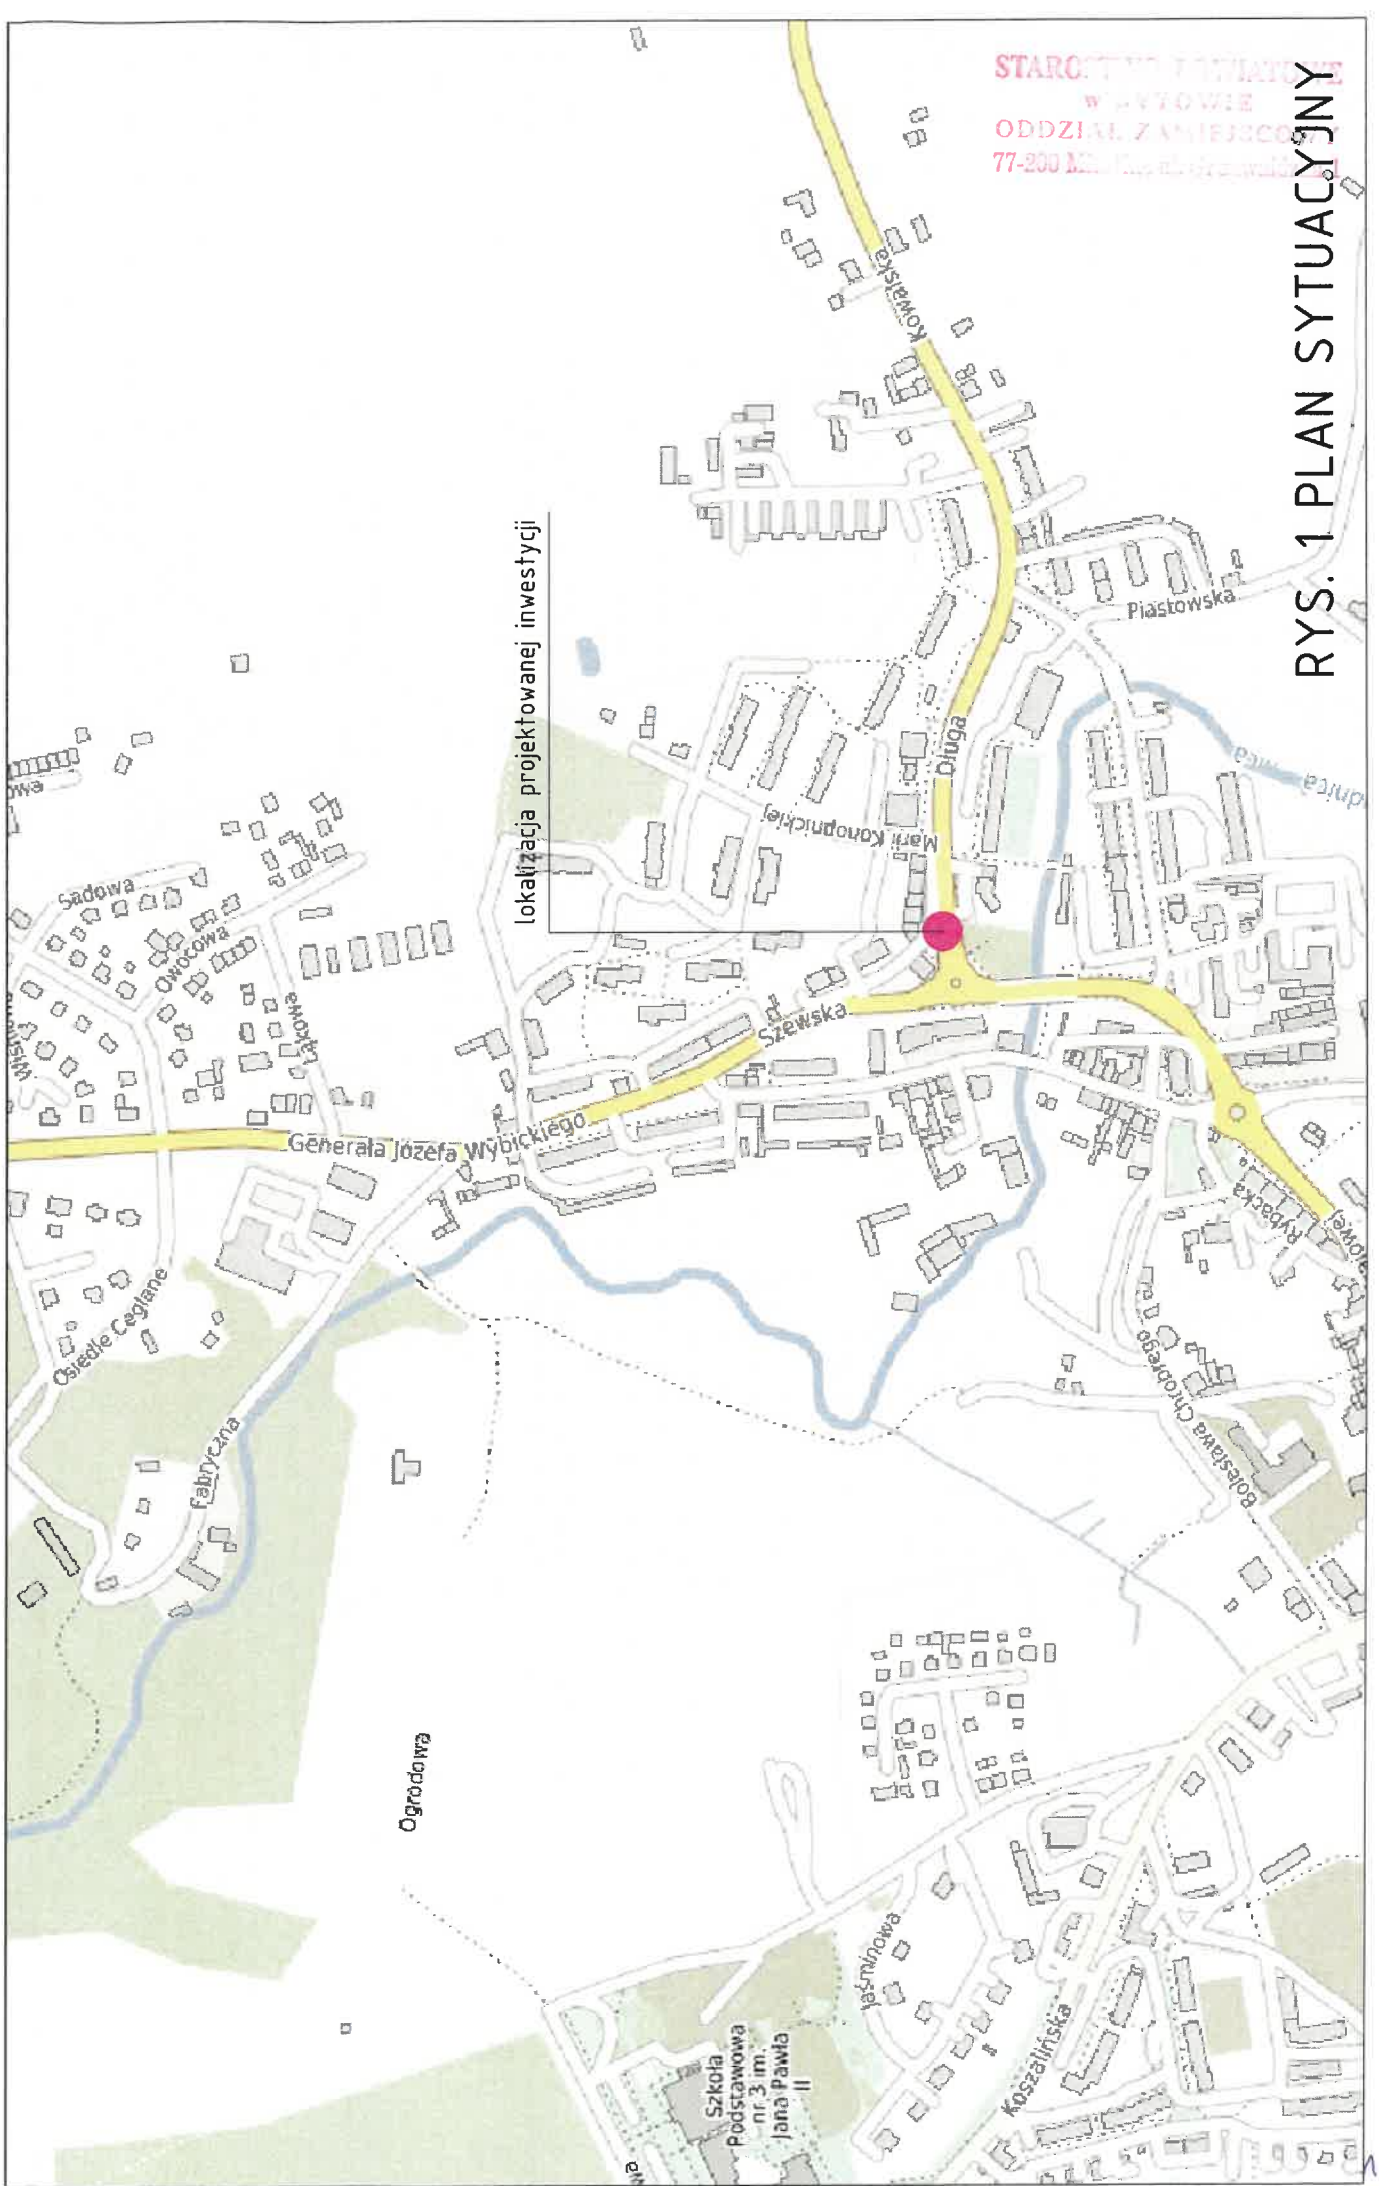 RYS. 1 PLAN SYTUACYJNY
lokalizacja projektowanej inwestycji
ODDZIAŁ
77-200
Kowalska
Piastowska
Długa
Marii Konopnickiej
Sadowa
Owocowa
Łąkowa
Szewska
Generała Józefa Wybickiego
Osiedle Ceglane
Fabryczna
Rybacka
Bolesława Chrobrego
Ogrodowa
Jaśminowa
Koszalińska
Szkoła
Podstawowa
nr 3 im.
Jana Pawła
II